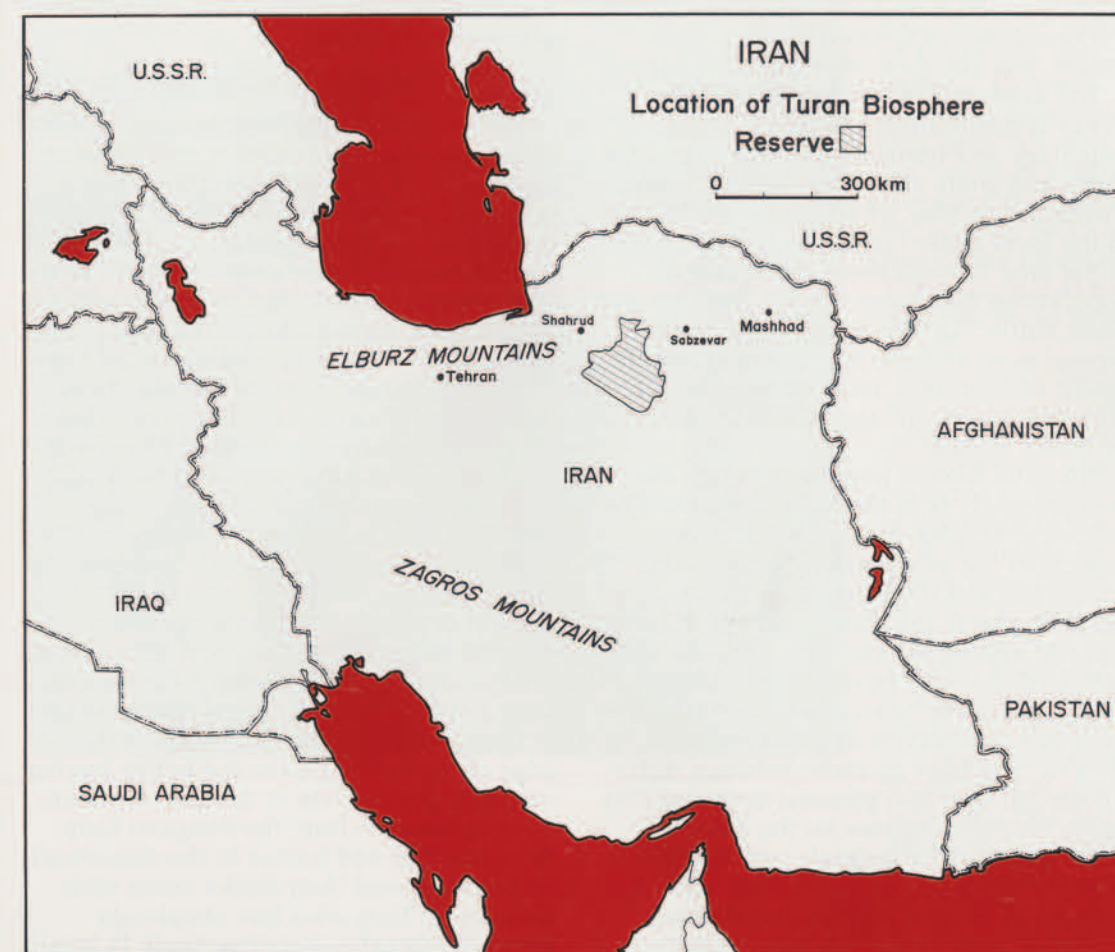 IRAN
Location of Turan Biosphere
Reserve
0 300km
U.S.S.R.
U.S.S.R.
Shahrud
Sabzevar
Mashhad
ELBURZ MOUNTAINS
Tehran
AFGHANISTAN
IRAN
ZAGROS MOUNTAINS
IRAQ
PAKISTAN
SAUDI ARABIA